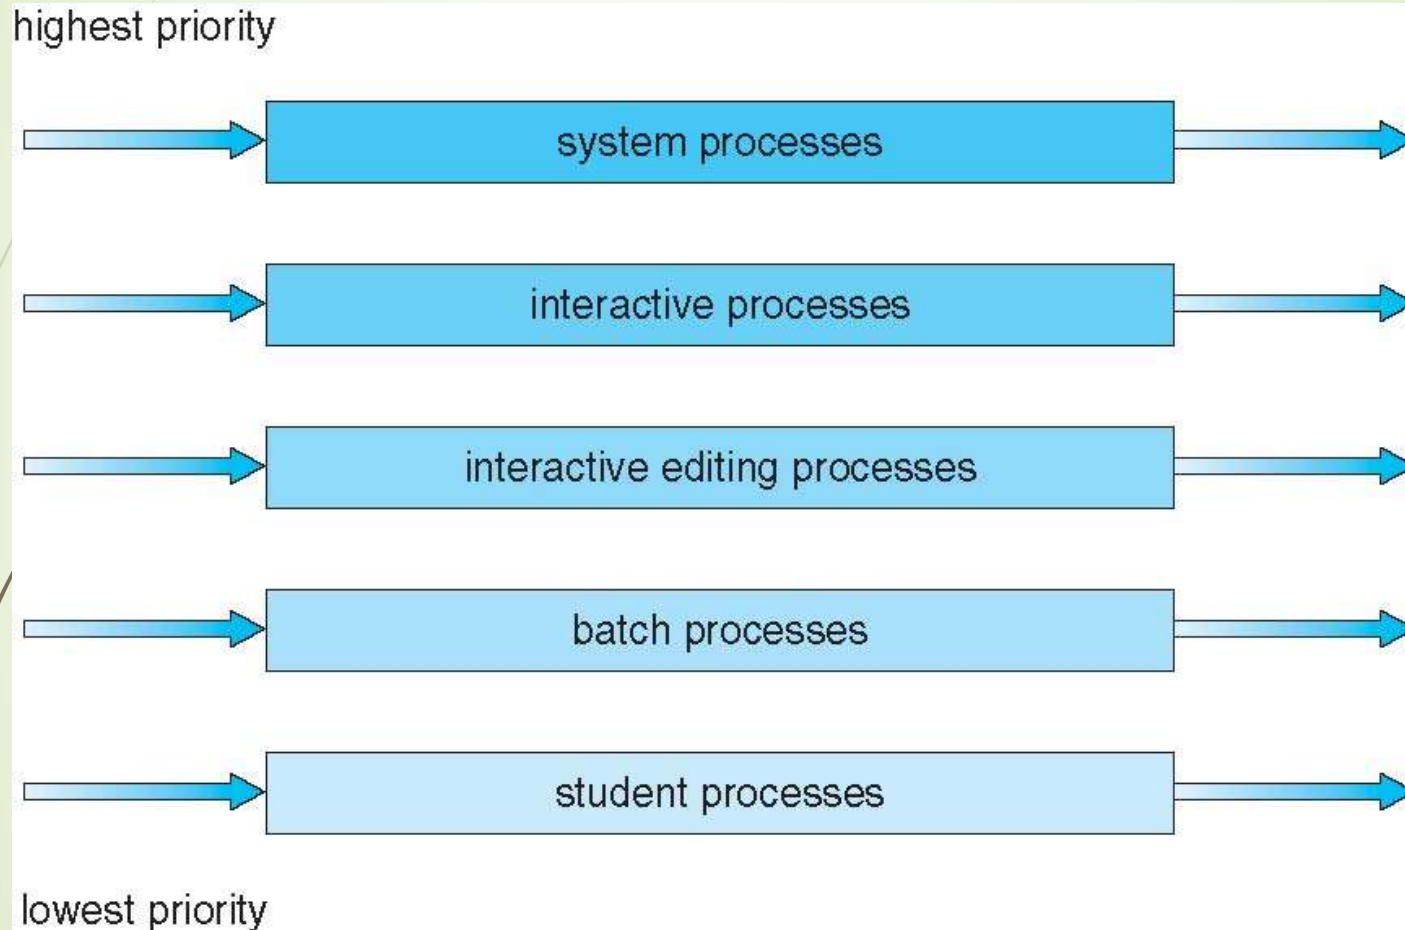 highest priority
system processes
interactive processes
interactive editing processes
batch processes
student processes
lowest priority